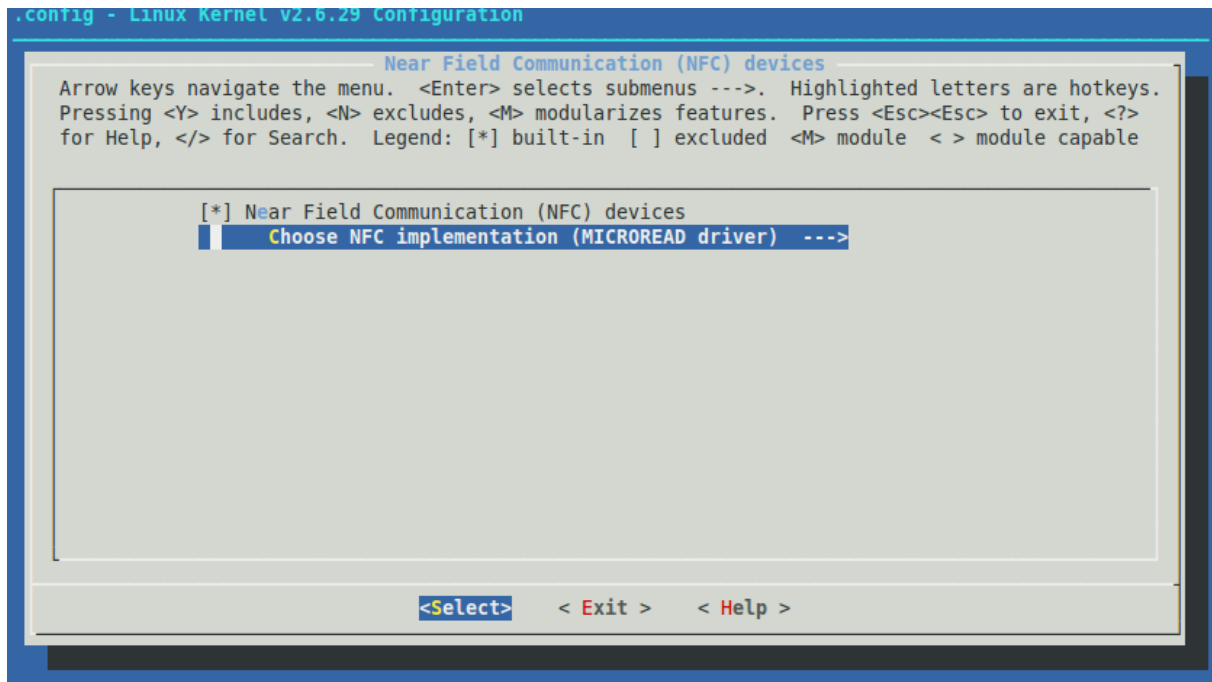 .config - Linux Kernel v2.6.29 Configuration
Near Field Communication (NFC) devices
Arrow keys navigate the menu.  <Enter> selects submenus --->.  Highlighted letters are hotkeys.
Pressing <Y> includes, <N> excludes, <M> modularizes features.  Press <Esc><Esc> to exit, <?>
for Help, </> for Search.  Legend: [*] built-in  [ ] excluded  <M> module  < > module capable
[*] Near Field Communication (NFC) devices
Choose NFC implementation (MICROREAD driver)  --->
<Select>    < Exit >    < Help >